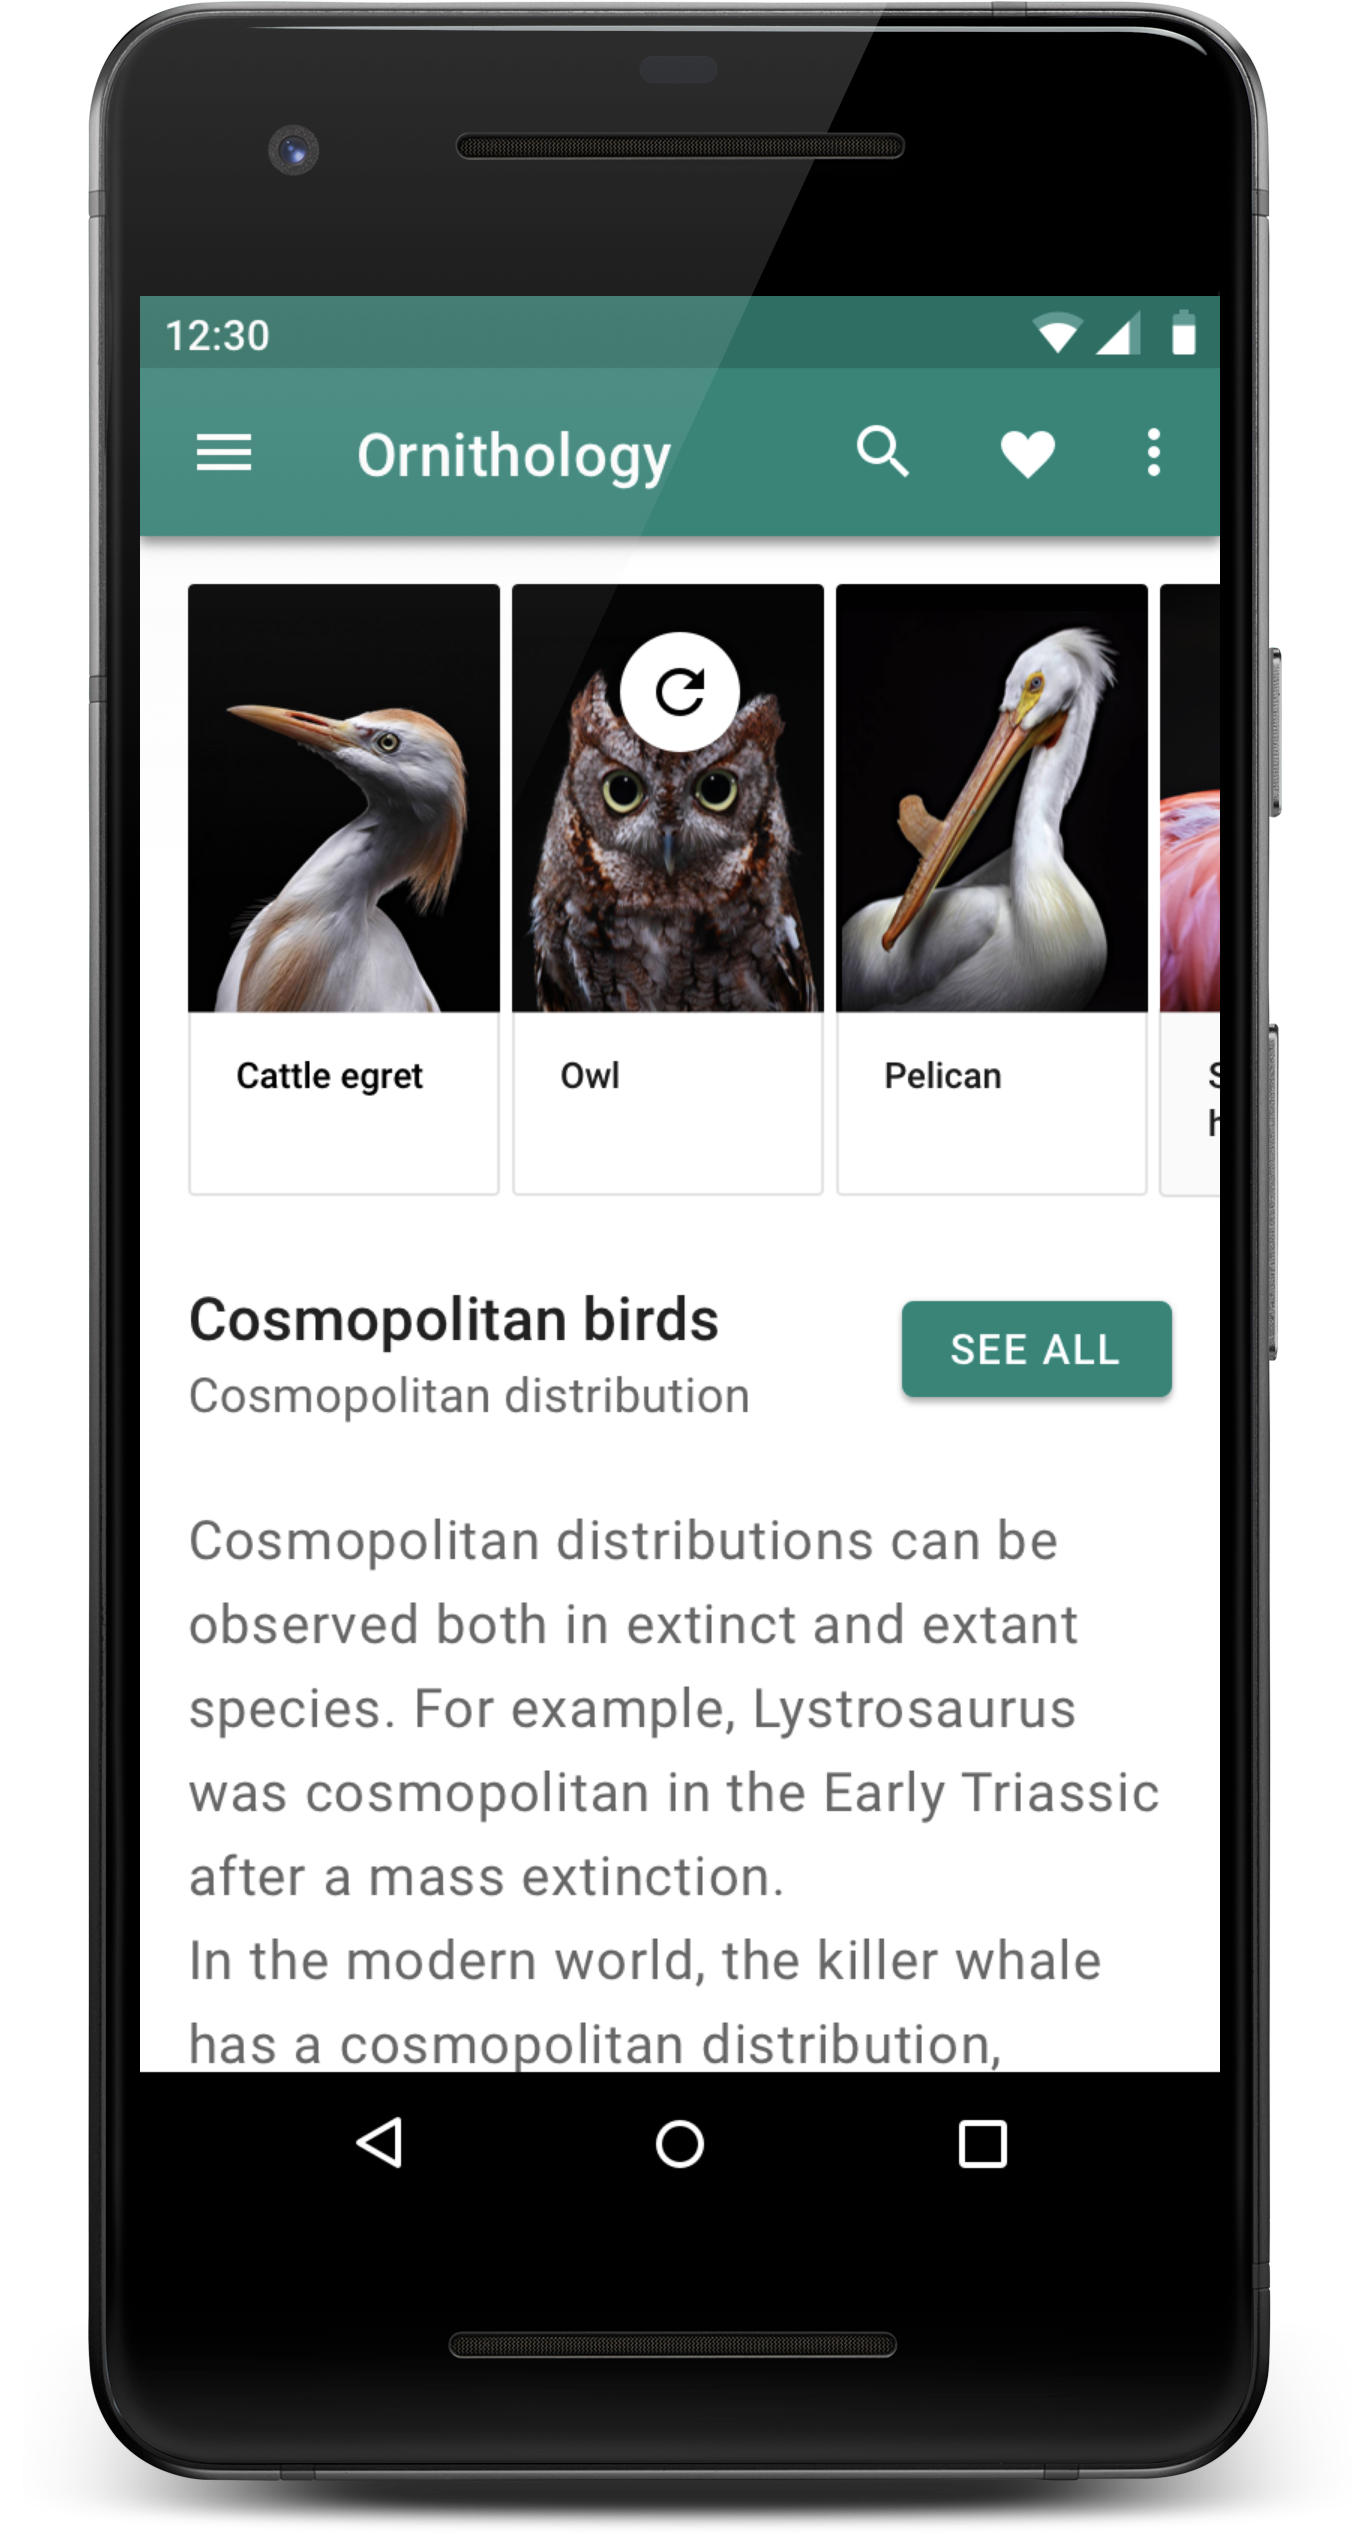 12:30
Ornithology
Cattle egret
Owl
Pelican
Cosmopolitan birds
SEE ALL
Cosmopolitan distribution
Cosmopolitan distributions can be
observed both in extinct and extant
species. For example, Lystrosaurus
was cosmopolitan in the Early Triassic
after a mass extinction.
In the modern world, the killer whale
has a cosmopolitan distribution,